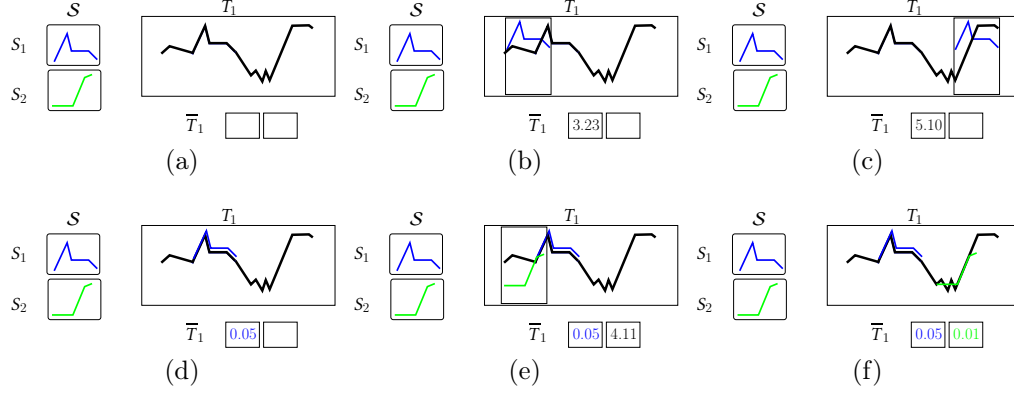 𝒮 T₁ 𝒮 T₁ 𝒮 T₁
S₁ S₁ S₁
S₂ S₂ S₂
T̅₁ T̅₁ 3.23 T̅₁ 5.10
(a) (b) (c)
𝒮 T₁ 𝒮 T₁ 𝒮 T₁
S₁ S₁ S₁
S₂ S₂ S₂
T̅₁ 0.05 T̅₁ 0.05 4.11 T̅₁ 0.05 0.01
(d) (e) (f)